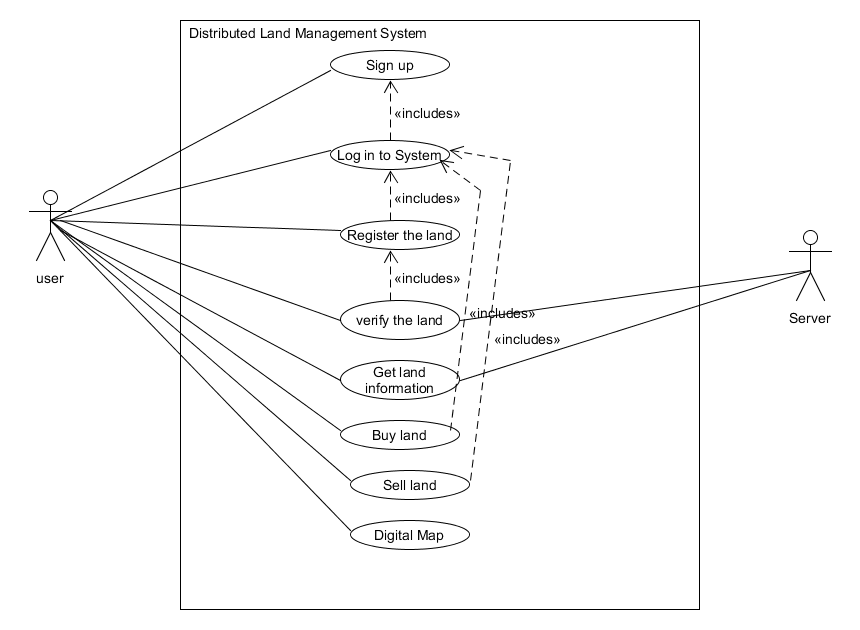 Distributed Land Management System
Sign up
«includes»
Log in to System
«includes»
Register the land
user
«includes»
Server
«includes»
verify the land
«includes»
Get land
information
Buy land
Sell land
Digital Map